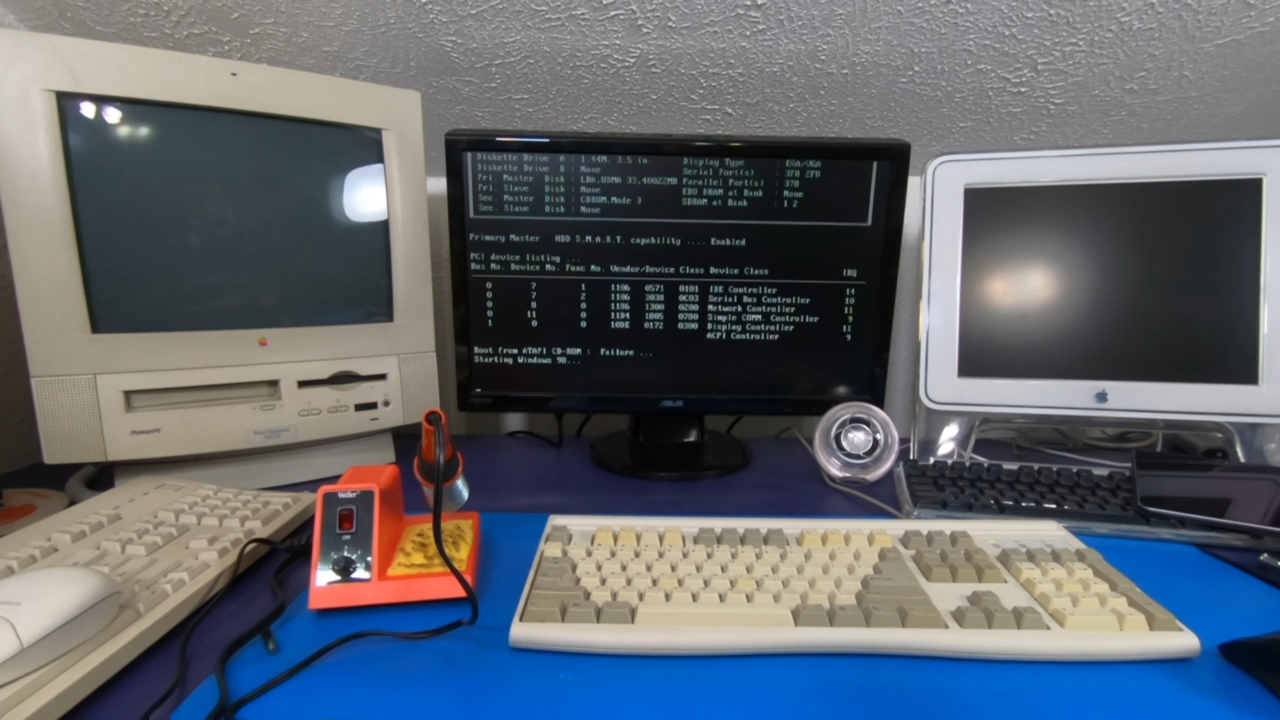 Diskette Drive A : 1.44M, 3.5 in. Display Type : EGA/VGA
Diskette Drive B : None Serial Port(s) : 3F8 2F8
Pri. Master Disk : LBA,UDMA 33,40022MB Parallel Port(s) : 378
Pri. Slave Disk : None EDO DRAM at Bank : None
Sec. Master Disk : CDROM,Mode 3 SDRAM at Bank : 1 2
Sec. Slave Disk : None
Primary Master HDD S.M.A.R.T. capability .... Enabled
PCI device listing ...
Bus No. Device No. Func No. Vendor/Device Class Device Class IRQ
0 7 1 1106 0571 0101 IDE Controller 14
0 7 2 1106 3038 0C03 Serial Bus Controller 10
0 8 0 1186 1300 0200 Network Controller 11
0 11 0 11D4 1805 0780 Simple COMM. Controller 9
1 0 0 10DE 0172 0300 Display Controller 11
ACPI Controller 9
Boot from ATAPI CD-ROM : Failure ...
Starting Windows 98...
ASUS
Weller